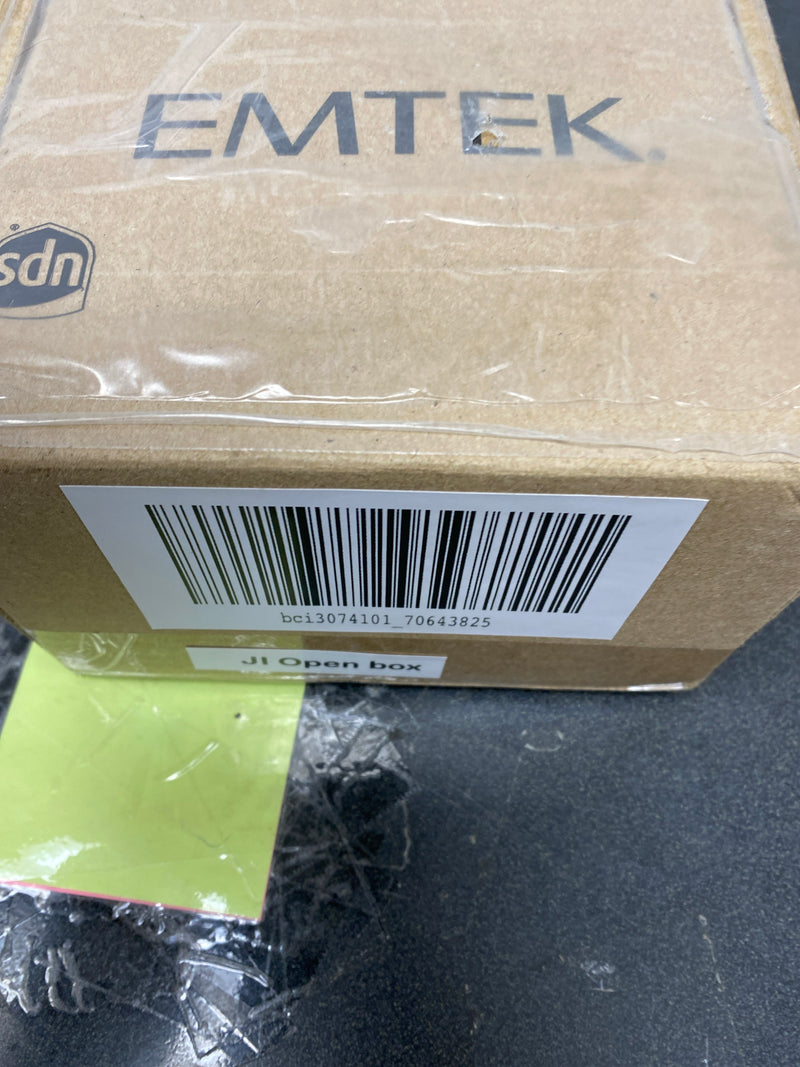 EMTEK.
sdn
bci3074101_70643825
JI Open box